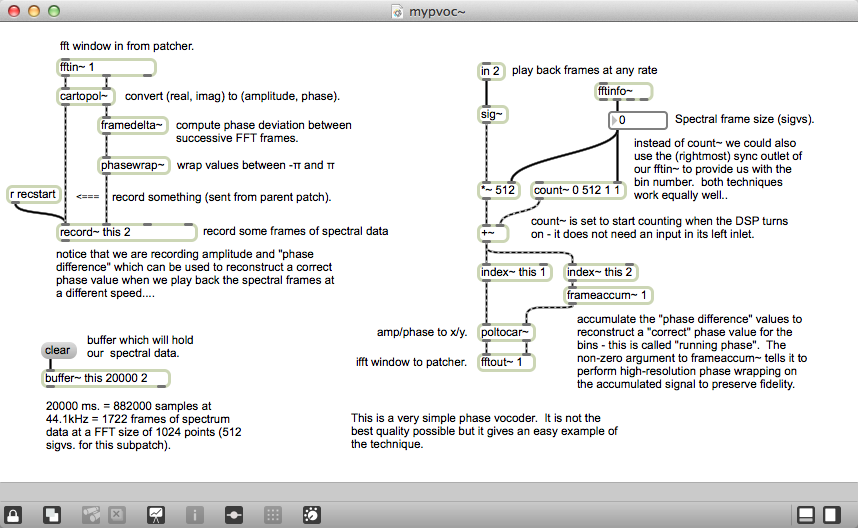 mypvoc~
fft window in from patcher.
fftin~ 1
cartopol~
convert (real, imag) to (amplitude, phase).
framedelta~
compute phase deviation between
successive FFT frames.
phasewrap~
wrap values between -π and π
r recstart
<===
record something (sent from parent patch).
record~ this 2
record some frames of spectral data
notice that we are recording amplitude and "phase
difference" which can be used to reconstruct a correct
phase value when we play back the spectral frames at
a different speed....
clear
buffer which will hold
our  spectral data.
buffer~ this 20000 2
20000 ms. = 882000 samples at
44.1kHz = 1722 frames of spectrum
data at a FFT size of 1024 points (512
sigvs. for this subpatch).
in 2
play back frames at any rate
fftinfo~
sig~
0
Spectral frame size (sigvs).
instead of count~ we could also
use the (rightmost) sync outlet of
our fftin~ to provide us with the
bin number.  both techniques
work equally well..
*~ 512
count~ 0 512 1 1
+~
count~ is set to start counting when the DSP turns
on - it does not need an input in its left inlet.
index~ this 1
index~ this 2
frameaccum~ 1
amp/phase to x/y.
poltocar~
ifft window to patcher.
fftout~ 1
accumulate the "phase difference" values to
reconstruct a "correct" phase value for the
bins - this is called "running phase".  The
non-zero argument to frameaccum~ tells it to
perform high-resolution phase wrapping on
the accumulated signal to preserve fidelity.
This is a very simple phase vocoder.  It is not the
best quality possible but it gives an easy example of
the technique.